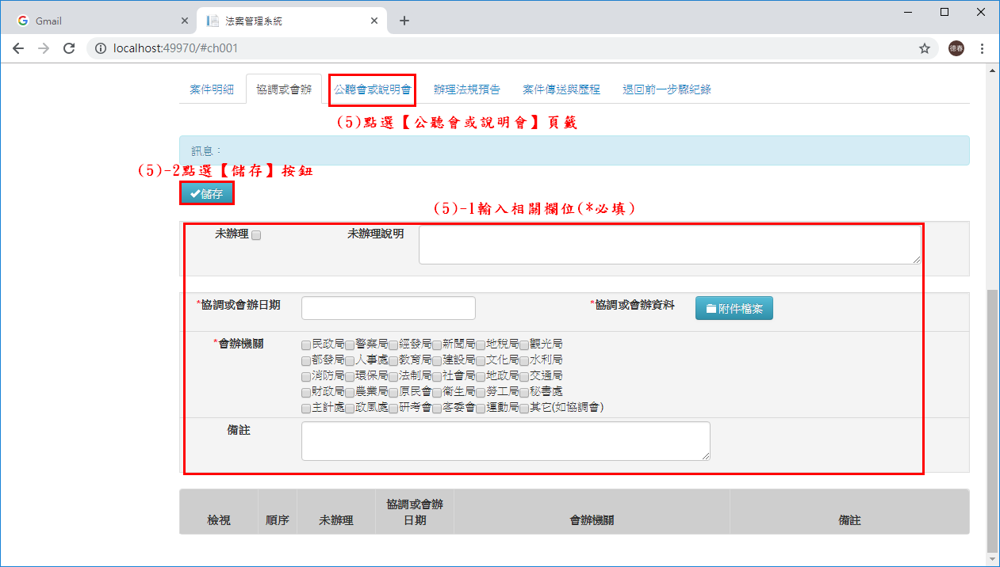 Gmail
法案管理系統
localhost:49970/#ch001
德春
案件明細 協調或會辦 公聽會或說明會 辦理法規預告 案件傳送與歷程 退回前一步驟紀錄
(5)點選【公聽會或說明會】頁籤
訊息：
(5)-2點選【儲存】按鈕
儲存
(5)-1輸入相關欄位(*必填)
未辦理 未辦理說明
*協調或會辦日期 *協調或會辦資料 附件檔案
*會辦機關 民政局 警察局 經發局 新聞局 地稅局 觀光局
都發局 人事處 教育局 建設局 文化局 水利局
消防局 環保局 法制局 社會局 地政局 交通局
財政局 農業局 原民會 衛生局 勞工局 秘書處
主計處 政風處 研考會 客委會 運動局 其它(如協調會)
備註
檢視 順序 未辦理 協調或會辦日期 會辦機關 備註